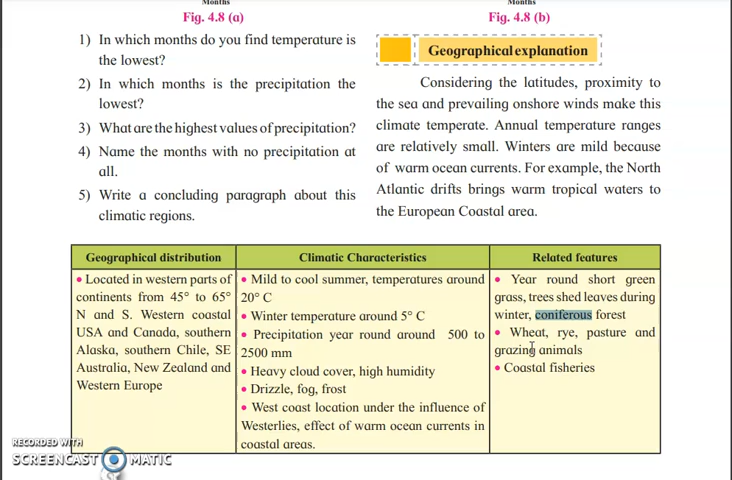 Months
Months
Fig. 4.8 (a)
Fig. 4.8 (b)
1) In which months do you find temperature is
the lowest?
2) In which months is the precipitation the
lowest?
3) What are the highest values of precipitation?
4) Name the months with no precipitation at
all.
5) Write a concluding paragraph about this
climatic regions.
Geographical explanation
Considering the latitudes, proximity to
the sea and prevailing onshore winds make this
climate temperate. Annual temperature ranges
are relatively small. Winters are mild because
of warm ocean currents. For example, the North
Atlantic drifts brings warm tropical waters to
the European Coastal area.
Geographical distribution
• Located in western parts of
continents from 45° to 65°
N and S. Western coastal
USA and Canada, southern
Alaska, southern Chile, SE
Australia, New Zealand and
Western Europe
Climatic Characteristics
• Mild to cool summer, temperatures around
20° C
• Winter temperature around 5° C
• Precipitation year round around 500 to
2500 mm
• Heavy cloud cover, high humidity
• Drizzle, fog, frost
• West coast location under the influence of
Westerlies, effect of warm ocean currents in
coastal areas.
Related features
• Year round short green
grass, trees shed leaves during
winter, coniferous forest
• Wheat, rye, pasture and
grazing animals
• Coastal fisheries
RECORDED WITH
SCREENCAST MATIC